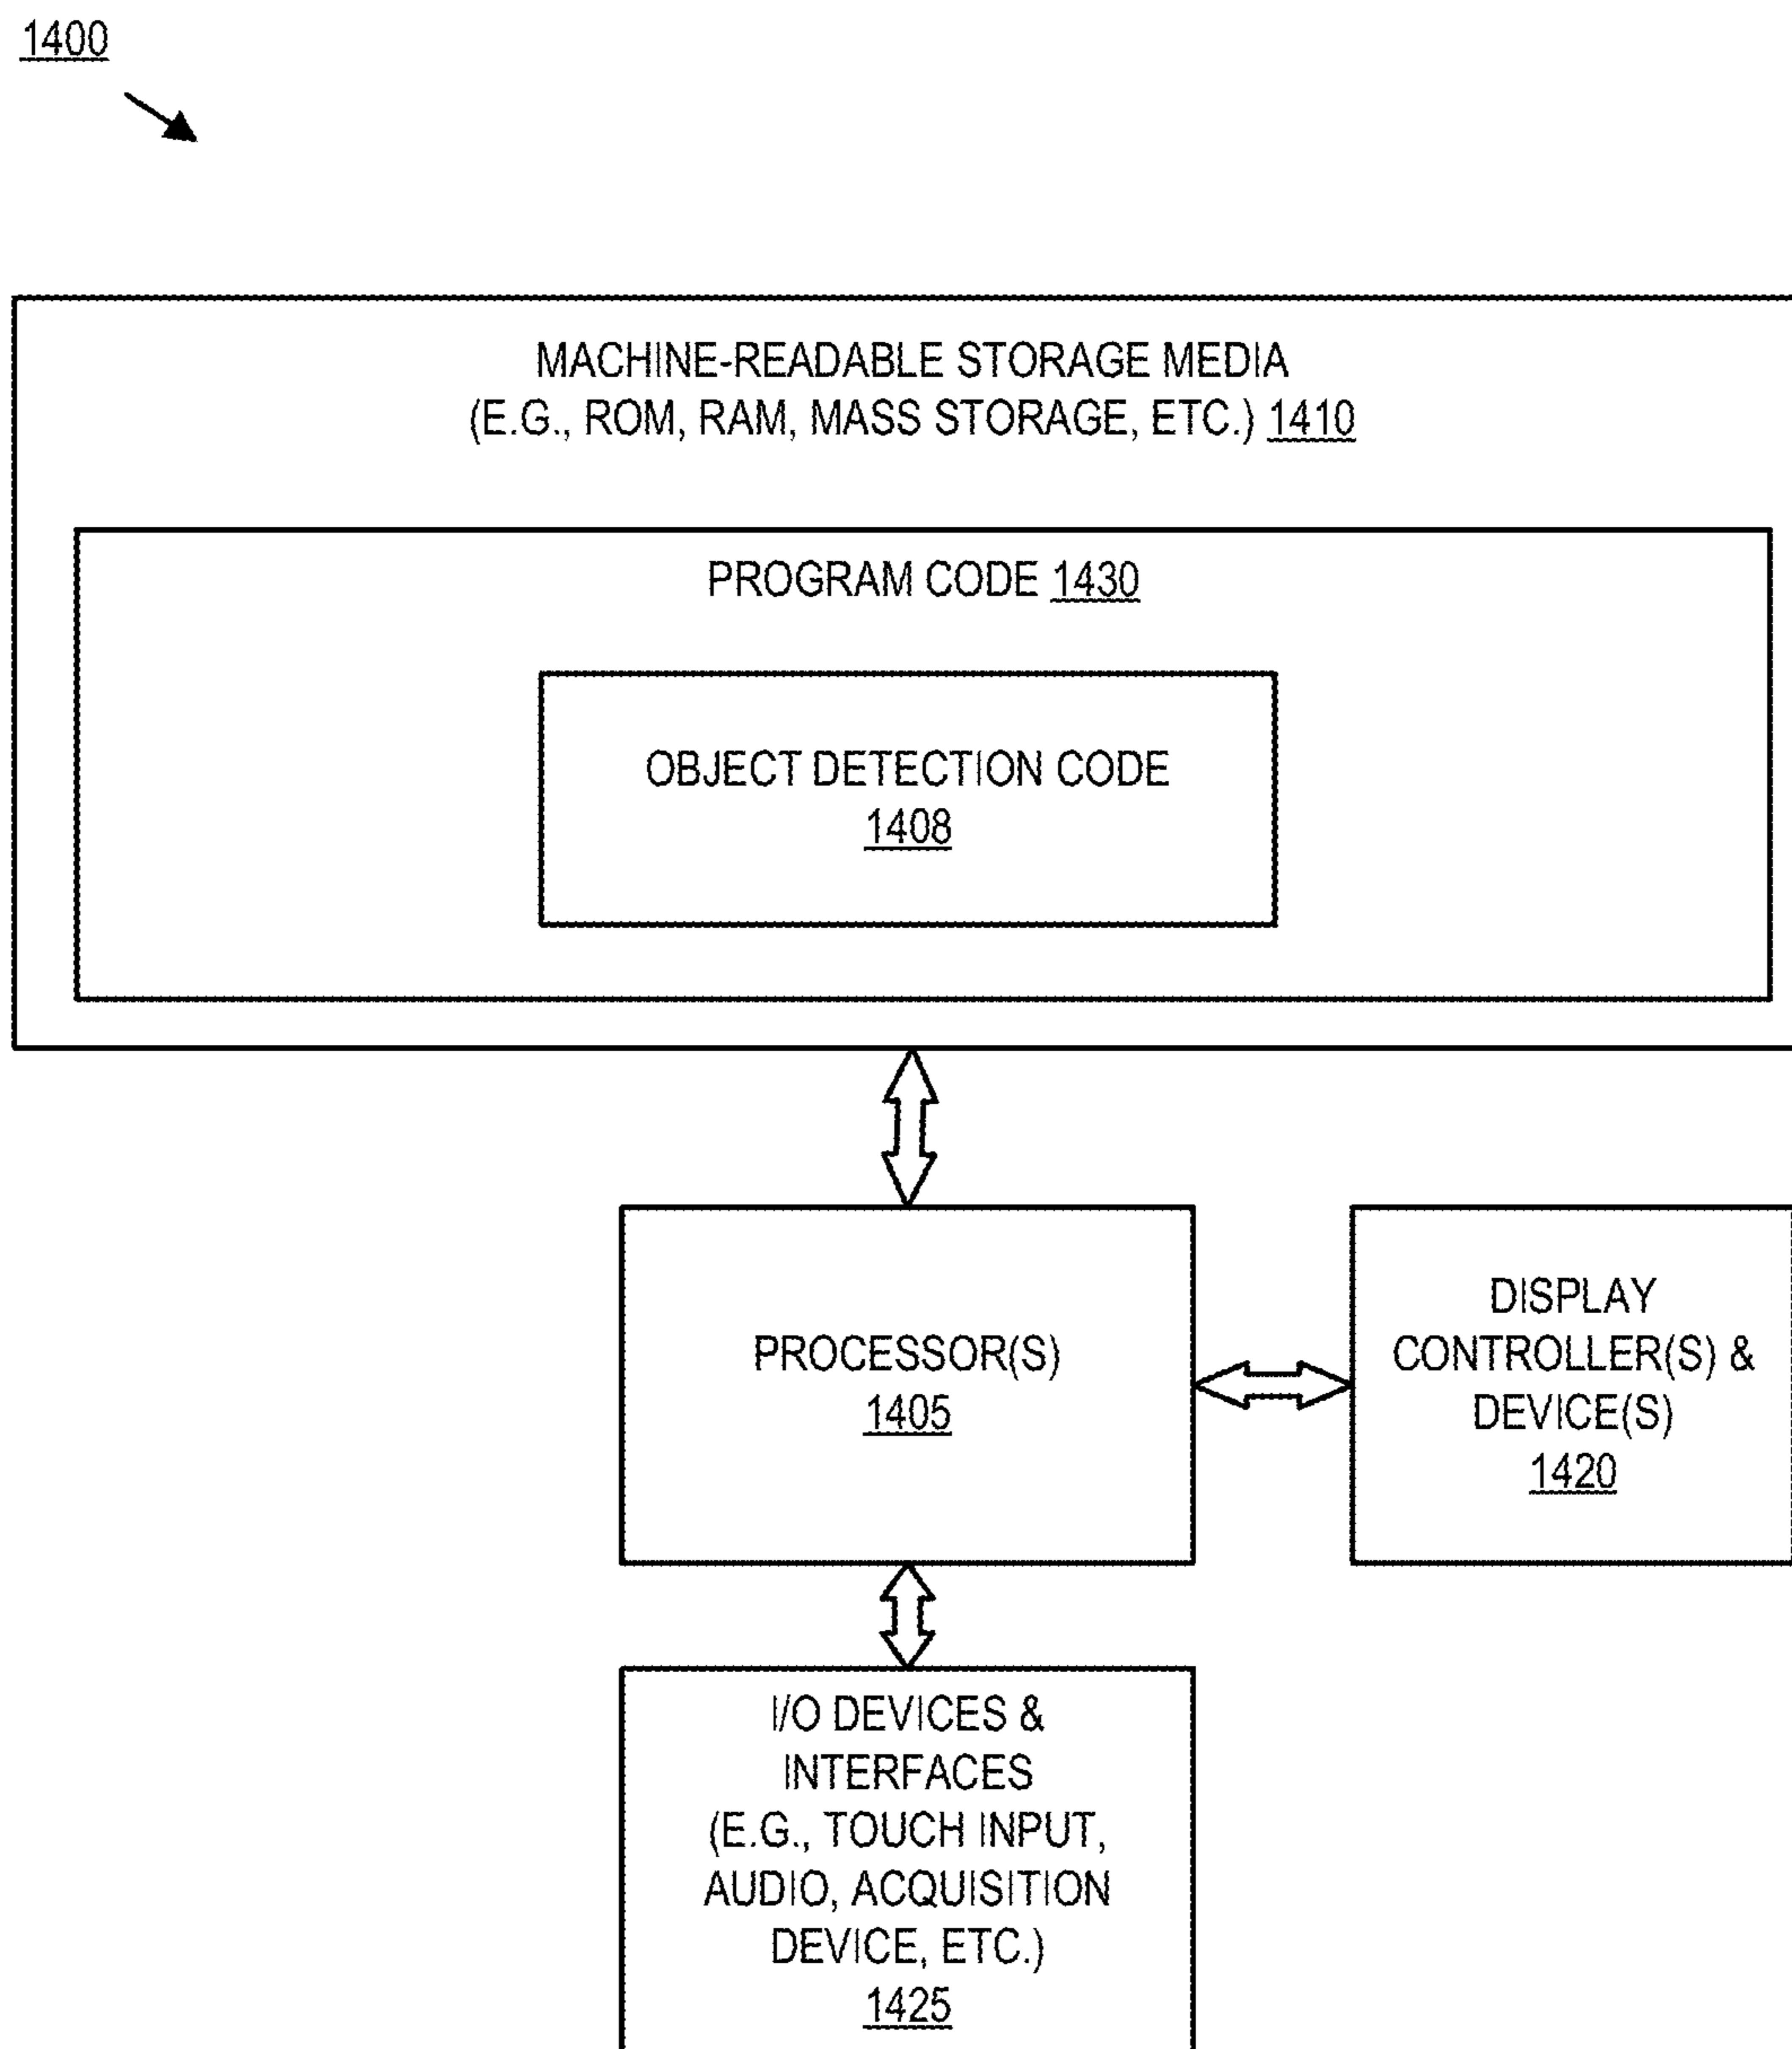 1400
MACHINE-READABLE STORAGE MEDIA
(E.G., ROM, RAM, MASS STORAGE, ETC.) 1410
PROGRAM CODE 1430
OBJECT DETECTION CODE
1408
PROCESSOR(S)
1405
DISPLAY
CONTROLLER(S) &
DEVICE(S)
1420
I/O DEVICES &
INTERFACES
(E.G., TOUCH INPUT,
AUDIO, ACQUISITION
DEVICE, ETC.)
1425